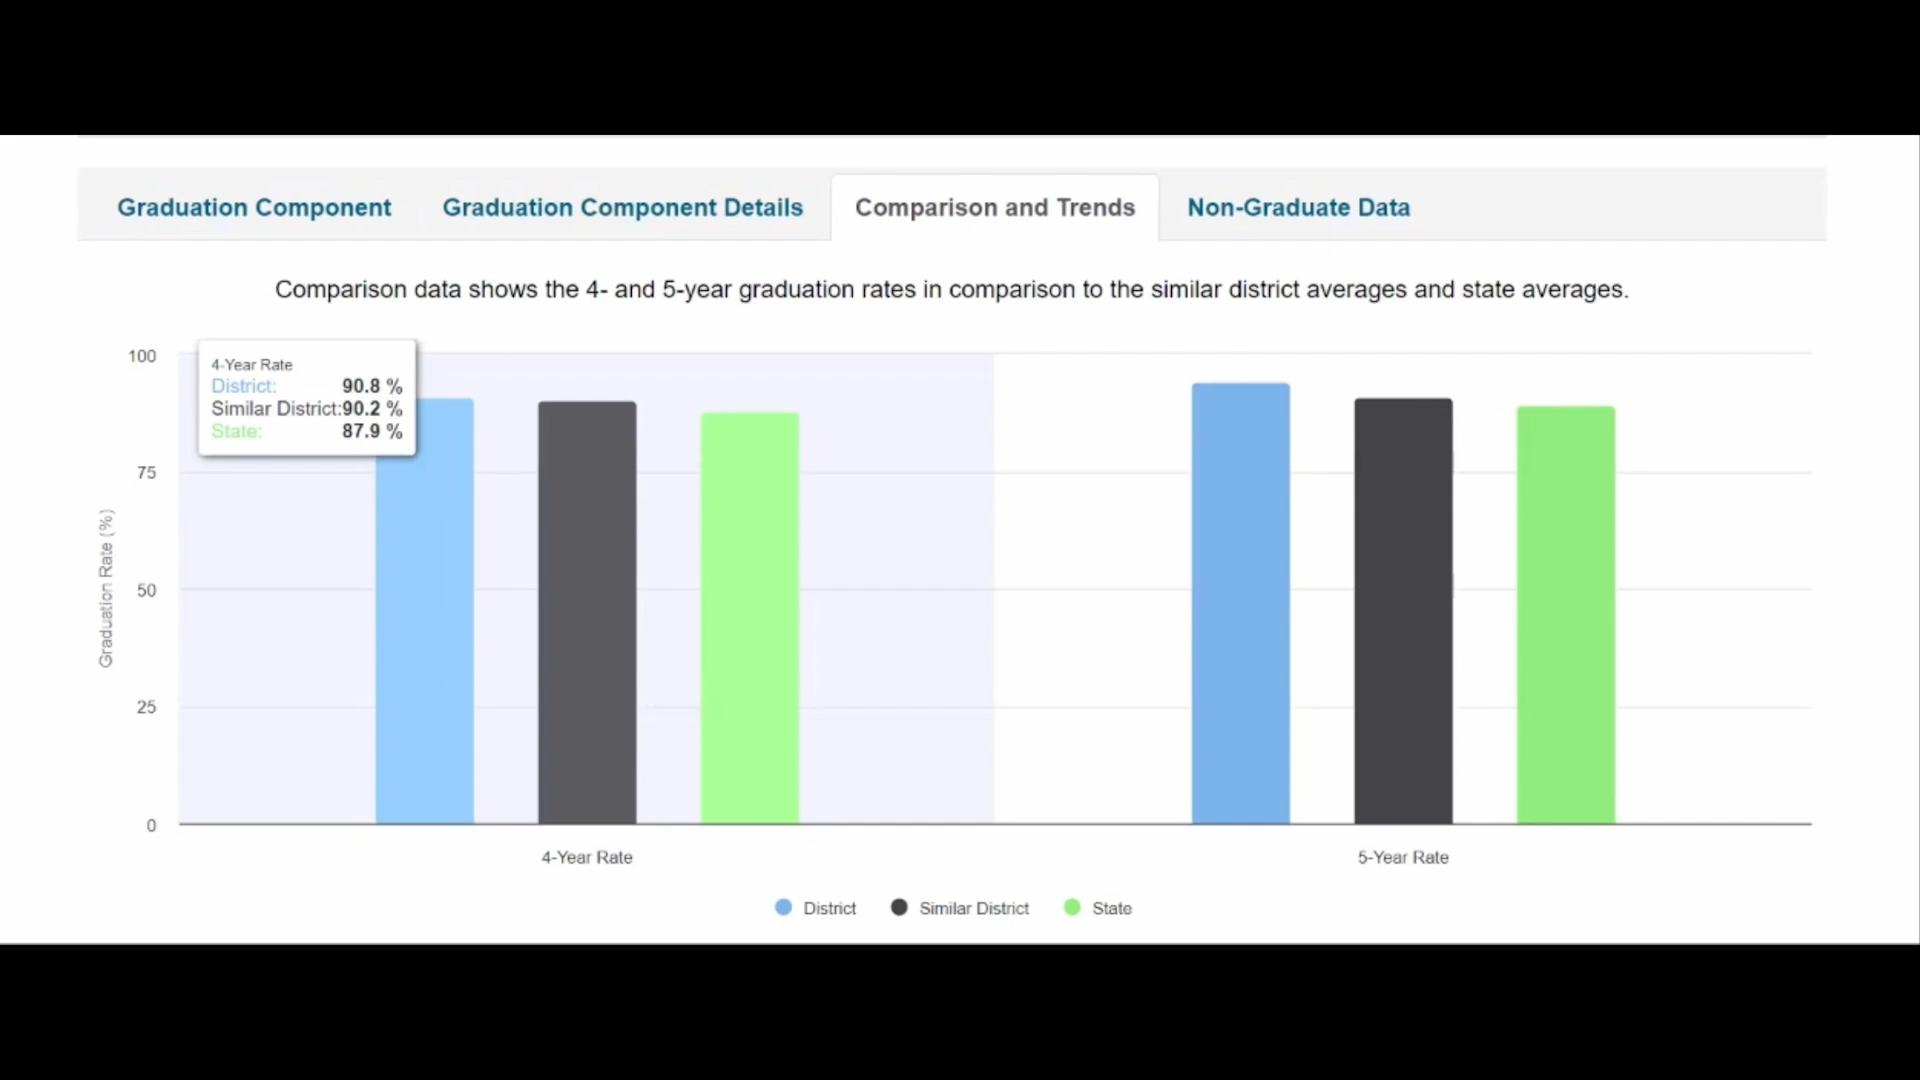 Graduation Component Graduation Component Details Comparison and Trends Non-Graduate Data
Comparison data shows the 4- and 5-year graduation rates in comparison to the similar district averages and state averages.
4-Year Rate
District: 90.8 %
Similar District:90.2 %
State: 87.9 %
100
75
50
25
0
Graduation Rate (%)
4-Year Rate 5-Year Rate
District Similar District State